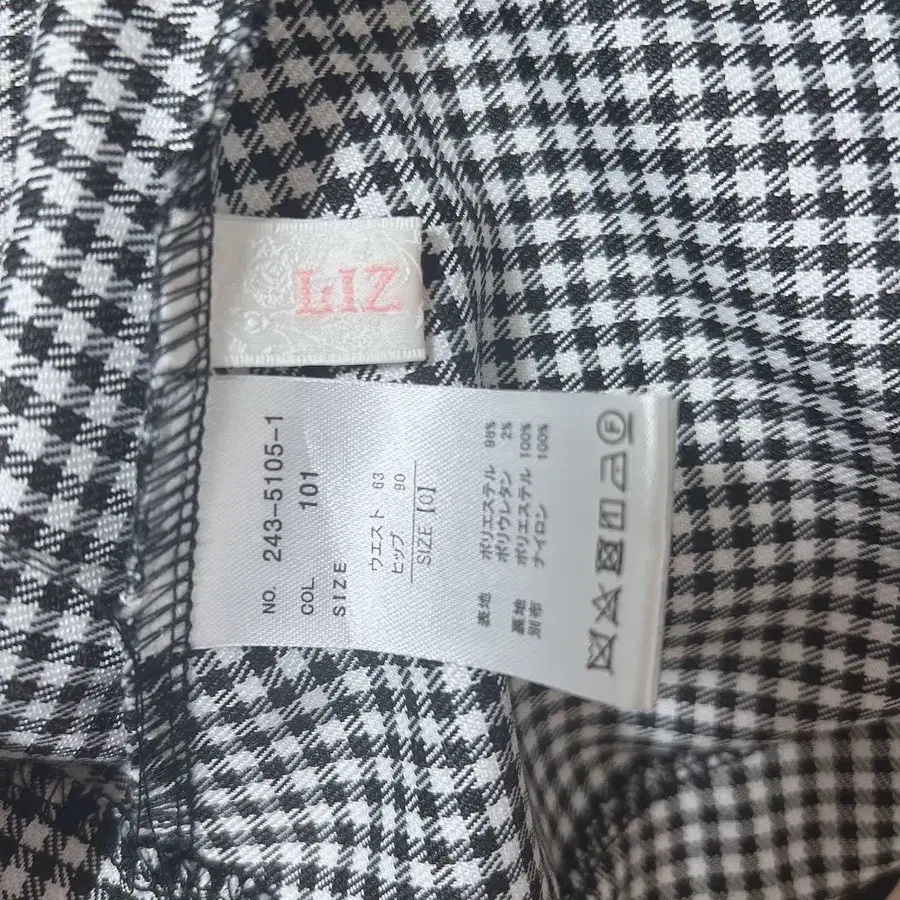 LIZ
NO. 243-5105-1
COL 101
SIZE
ウエスト 63
ヒップ 90
SIZE [0]
表地 ポリエステル 98%
ポリウレタン 2%
裏地 ポリエステル 100%
別布 ナイロン 100%
F